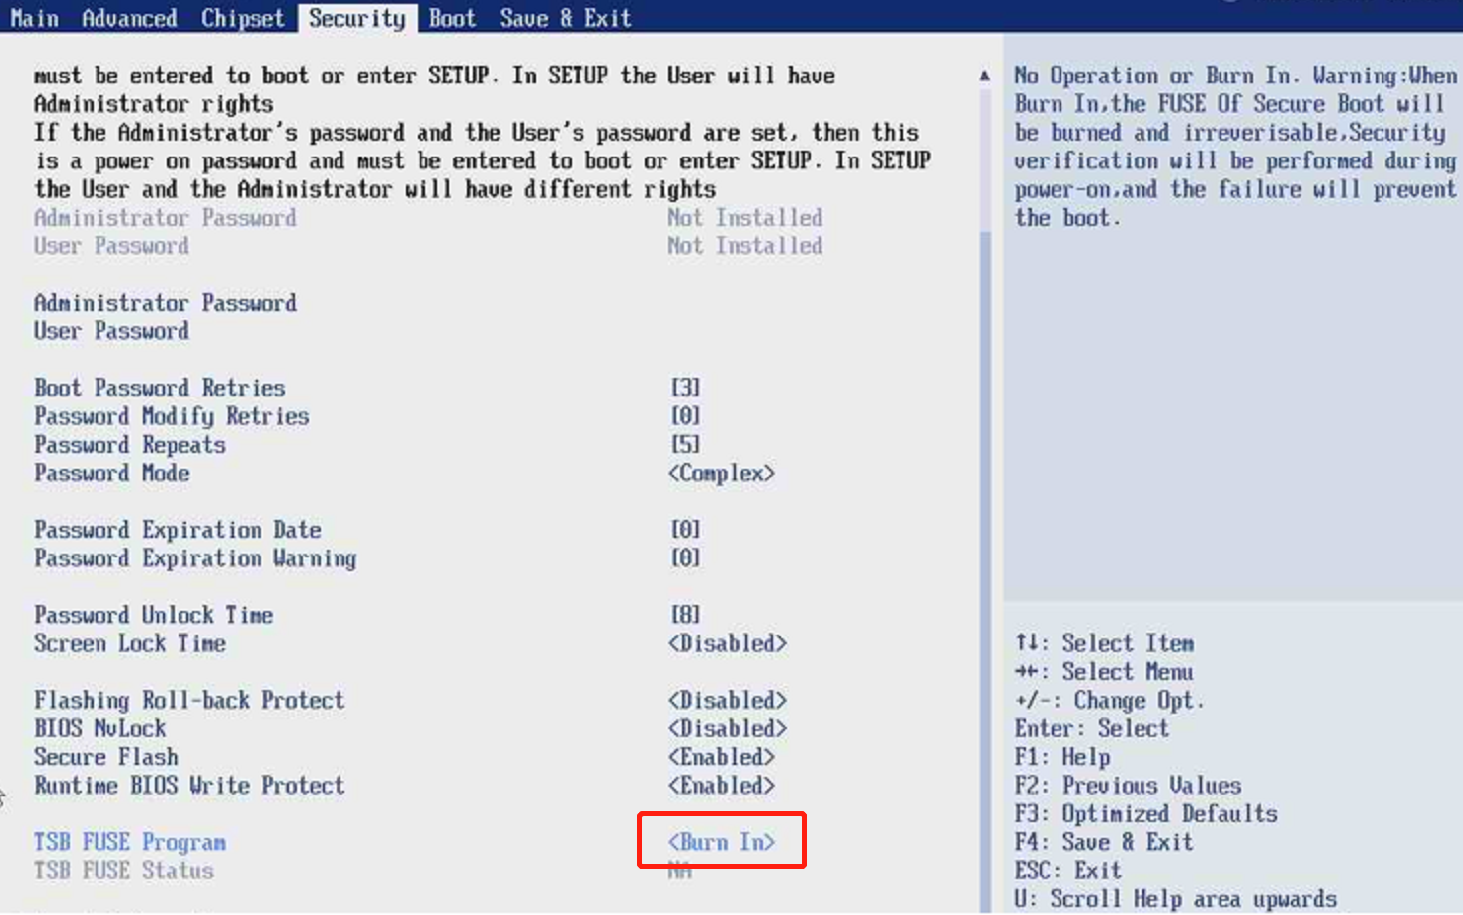 Main Advanced Chipset Security Boot Save & Exit
must be entered to boot or enter SETUP. In SETUP the User will have
Administrator rights
If the Administrator's password and the User's password are set, then this
is a power on password and must be entered to boot or enter SETUP. In SETUP
the User and the Administrator will have different rights
Administrator Password Not Installed
User Password Not Installed
Administrator Password
User Password
Boot Password Retries [3]
Password Modify Retries [0]
Password Repeats [5]
Password Mode <Complex>
Password Expiration Date [0]
Password Expiration Warning [0]
Password Unlock Time [8]
Screen Lock Time <Disabled>
Flashing Roll-back Protect <Disabled>
BIOS NvLock <Disabled>
Secure Flash <Enabled>
Runtime BIOS Write Protect <Enabled>
TSB FUSE Program <Burn In>
TSB FUSE Status NA
No Operation or Burn In. Warning:When
Burn In,the FUSE Of Secure Boot will
be burned and irreverisable,Security
verification will be performed during
power-on,and the failure will prevent
the boot.
↑↓: Select Item
→←: Select Menu
+/-: Change Opt.
Enter: Select
F1: Help
F2: Previous Values
F3: Optimized Defaults
F4: Save & Exit
ESC: Exit
U: Scroll Help area upwards